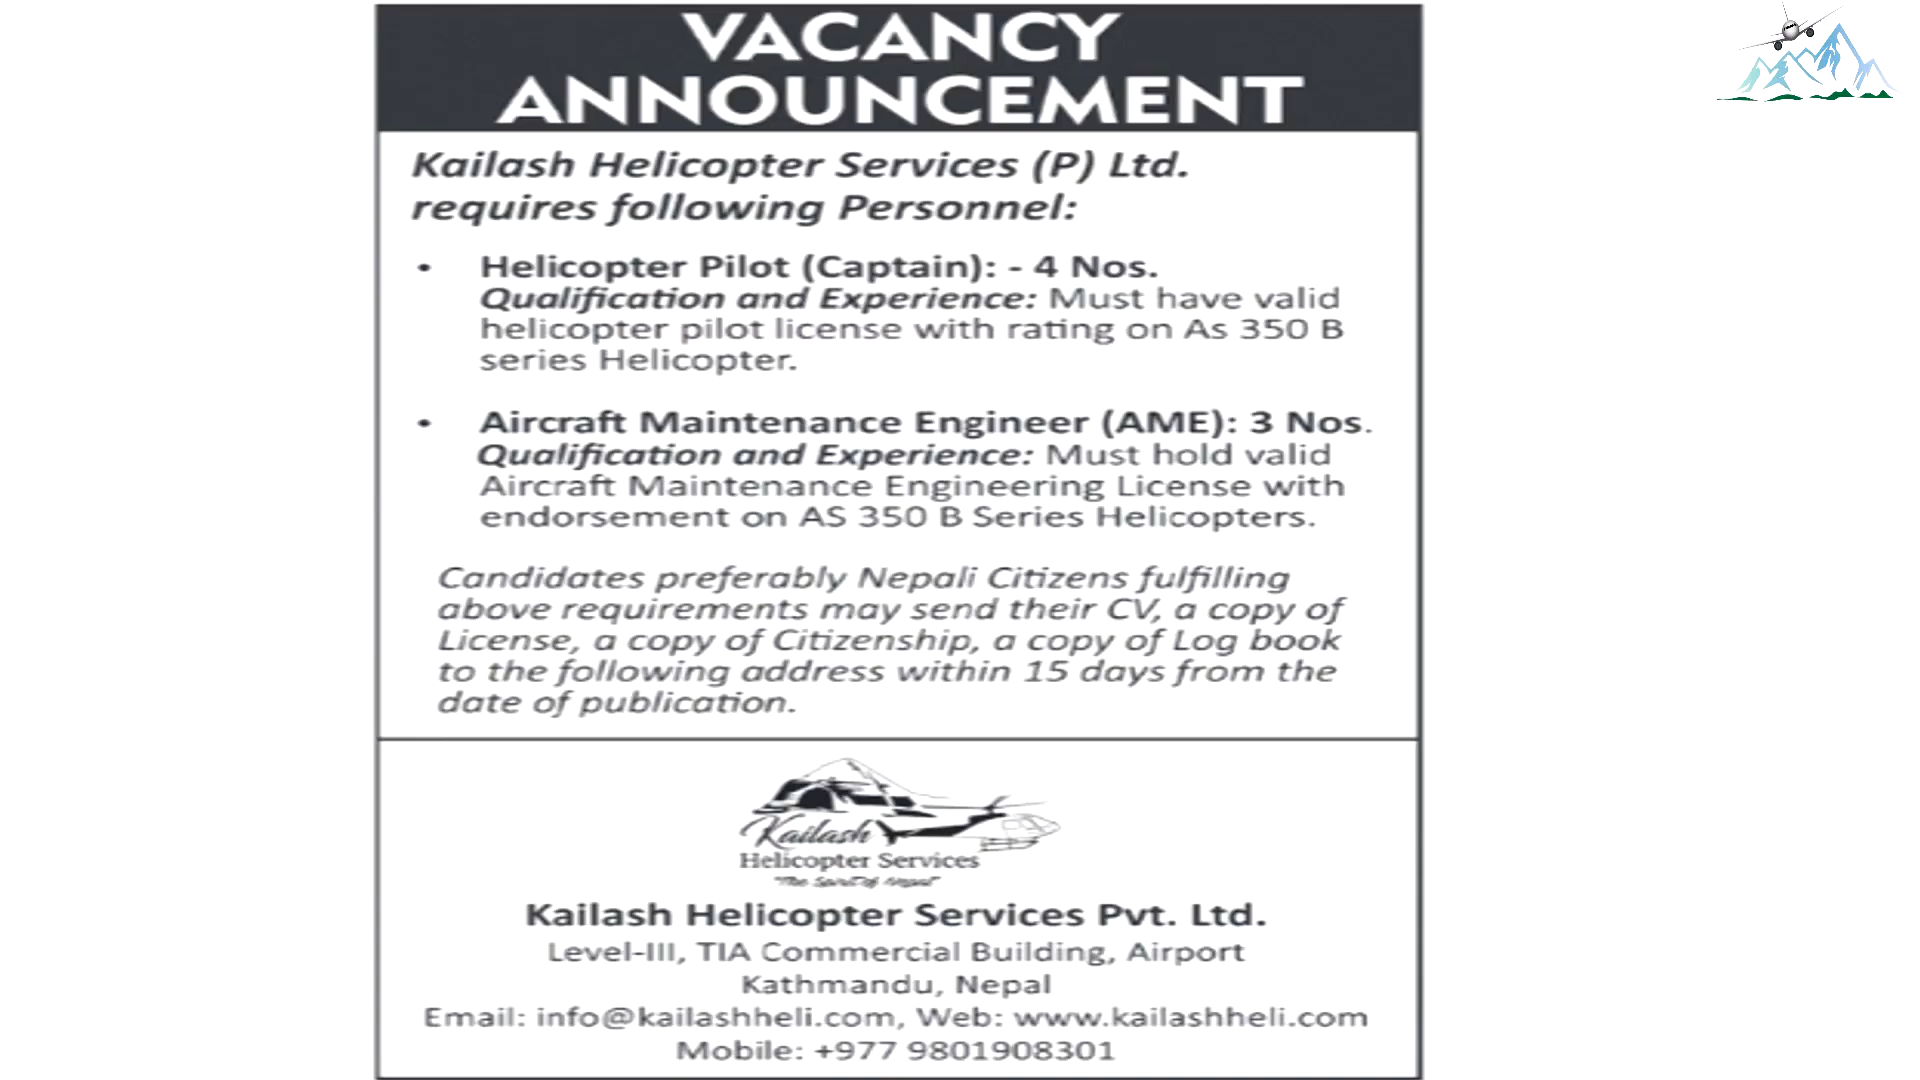 VACANCY
ANNOUNCEMENT
Kailash Helicopter Services (P) Ltd.
requires following Personnel:
• Helicopter Pilot (Captain): - 4 Nos.
Qualification and Experience: Must have valid
helicopter pilot license with rating on As 350 B
series Helicopter.
• Aircraft Maintenance Engineer (AME): 3 Nos.
Qualification and Experience: Must hold valid
Aircraft Maintenance Engineering License with
endorsement on AS 350 B Series Helicopters.
Candidates preferably Nepali Citizens fulfilling
above requirements may send their CV, a copy of
License, a copy of Citizenship, a copy of Log book
to the following address within 15 days from the
date of publication.
Kailash
Helicopter Services
"The Spirit of Nepal"
Kailash Helicopter Services Pvt. Ltd.
Level-III, TIA Commercial Building, Airport
Kathmandu, Nepal
Email: info@kailashheli.com, Web: www.kailashheli.com
Mobile: +977 9801908301